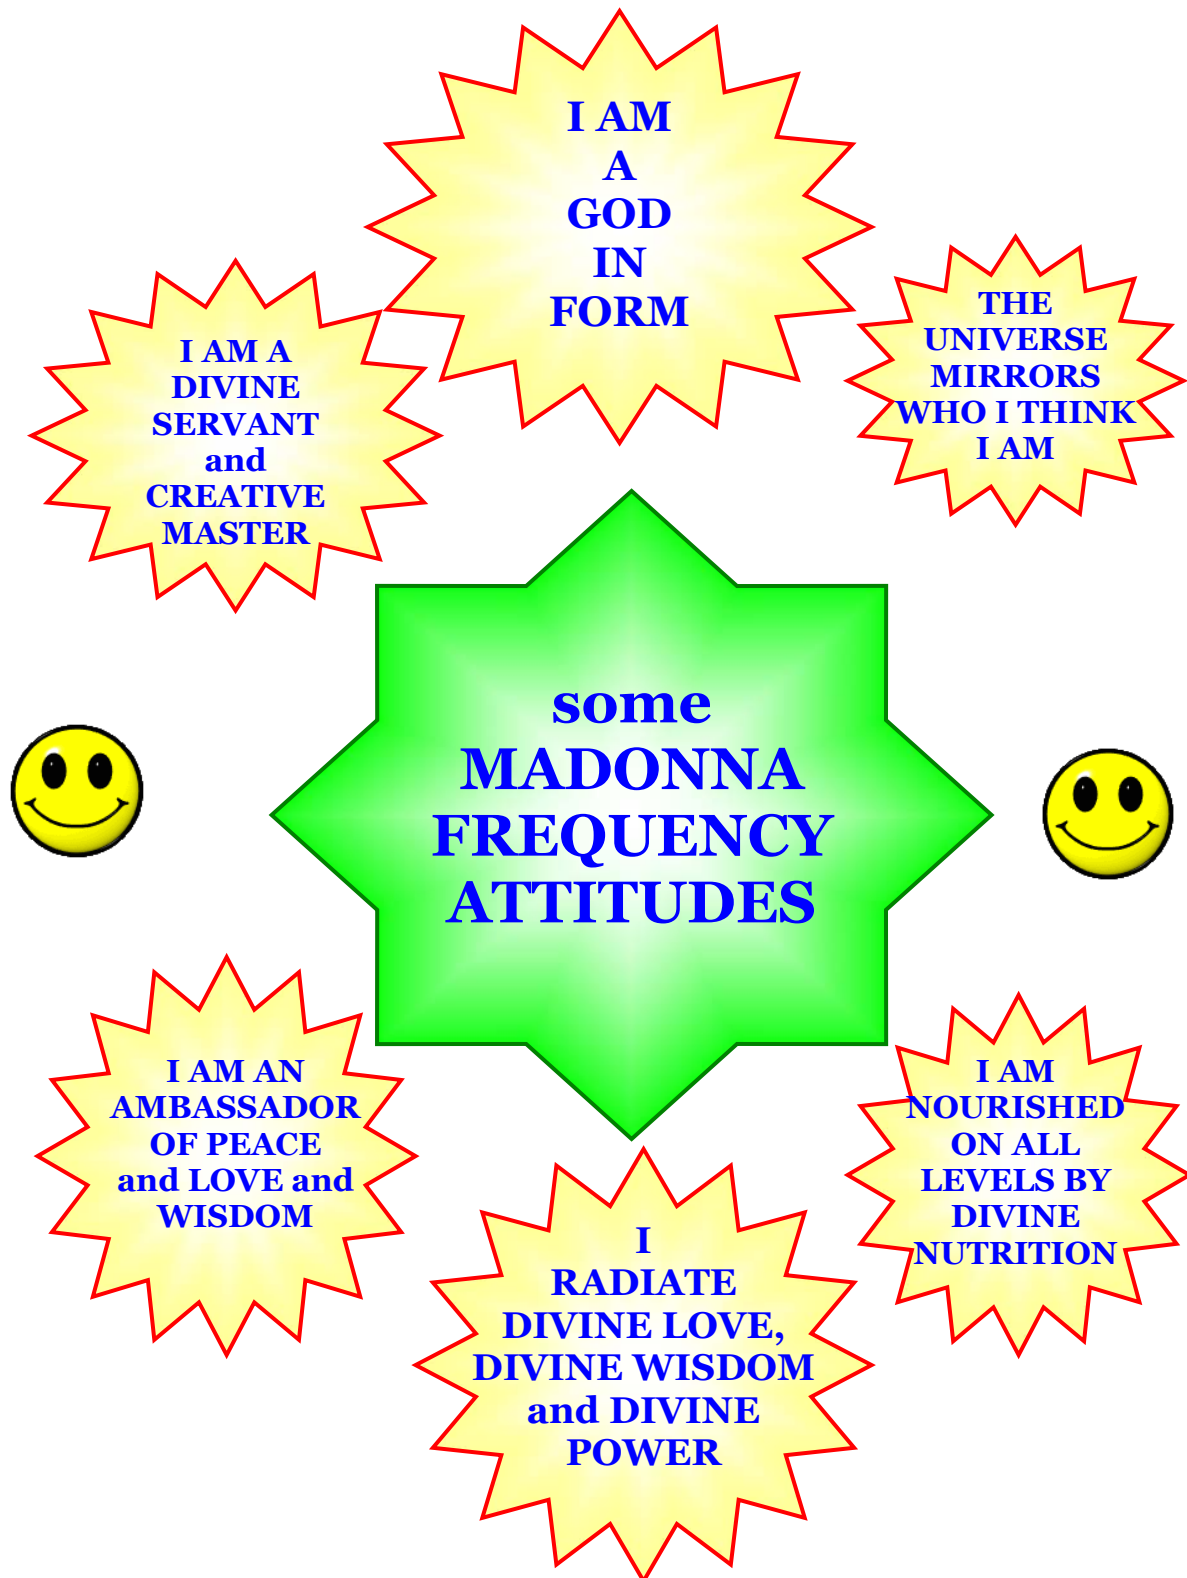 I AM
A
GOD
IN
FORM
THE
UNIVERSE
MIRRORS
WHO I THINK
I AM
I AM A
DIVINE
SERVANT
and
CREATIVE
MASTER
some
MADONNA
FREQUENCY
ATTITUDES
I AM AN
AMBASSADOR
OF PEACE
and LOVE and
WISDOM
I AM
NOURISHED
ON ALL
LEVELS BY
DIVINE
NUTRITION
I
RADIATE
DIVINE LOVE,
DIVINE WISDOM
and DIVINE
POWER